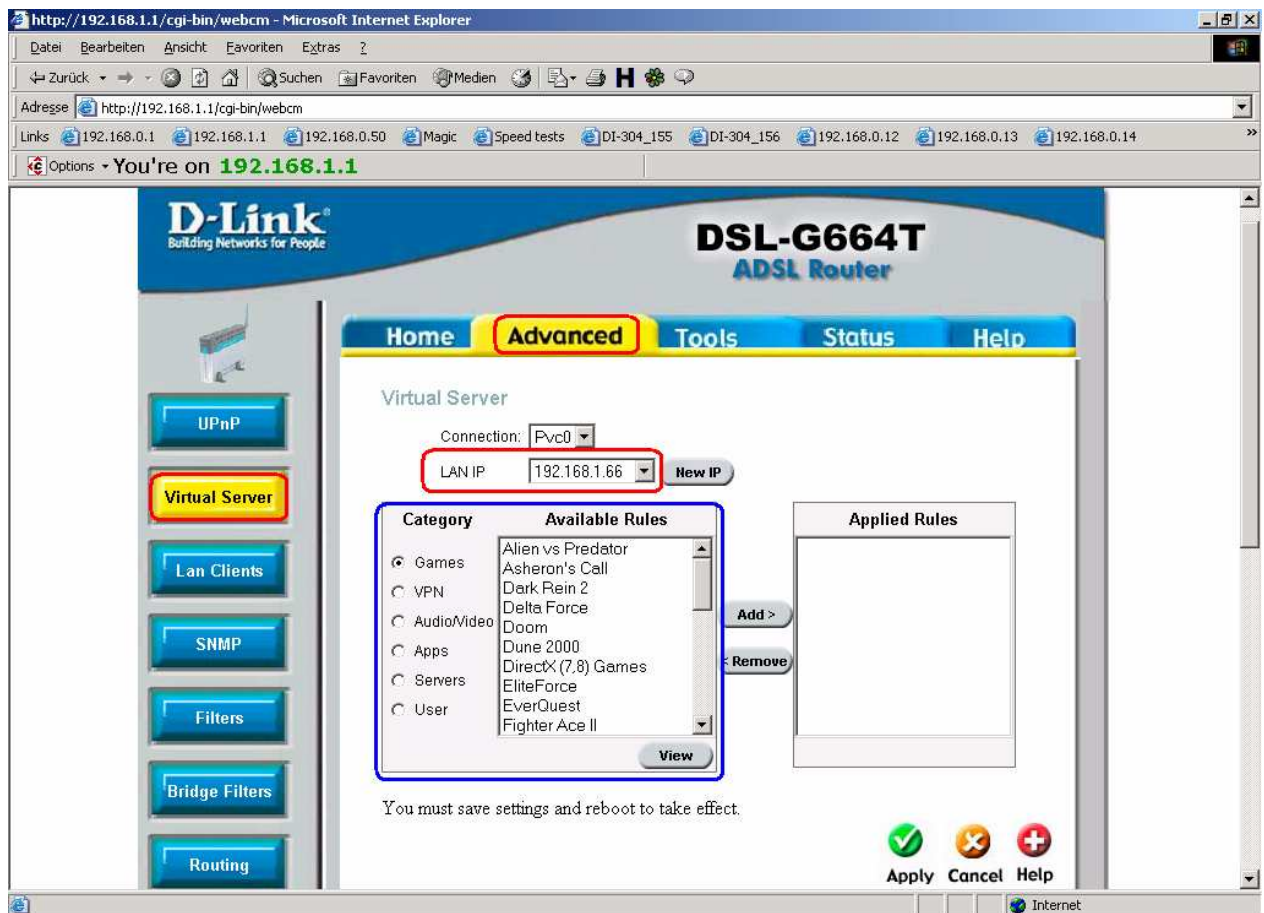 http://192.168.1.1/cgi-bin/webcm - Microsoft Internet Explorer
Datei Bearbeiten Ansicht Favoriten Extras ?
Zurück Suchen Favoriten Medien H
Adresse http://192.168.1.1/cgi-bin/webcm
Links 192.168.0.1 192.168.1.1 192.168.0.50 Magic Speed tests DI-304_155 DI-304_156 192.168.0.12 192.168.0.13 192.168.0.14 »
Options You're on 192.168.1.1
D-Link
Building Networks for People
DSL-G664T
ADSL Router
Home Advanced Tools Status Help
UPnP
Virtual Server
Lan Clients
SNMP
Filters
Bridge Filters
Routing
Virtual Server
Connection: Pvc0
LAN IP 192.168.1.66 New IP
Category Available Rules
Games
VPN
Audio/Video
Apps
Servers
User
Alien vs Predator
Asheron's Call
Dark Rein 2
Delta Force
Doom
Dune 2000
DirectX (7,8) Games
EliteForce
EverQuest
Fighter Ace II
View
Add >
< Remove
Applied Rules
You must save settings and reboot to take effect.
Apply Cancel Help
Internet